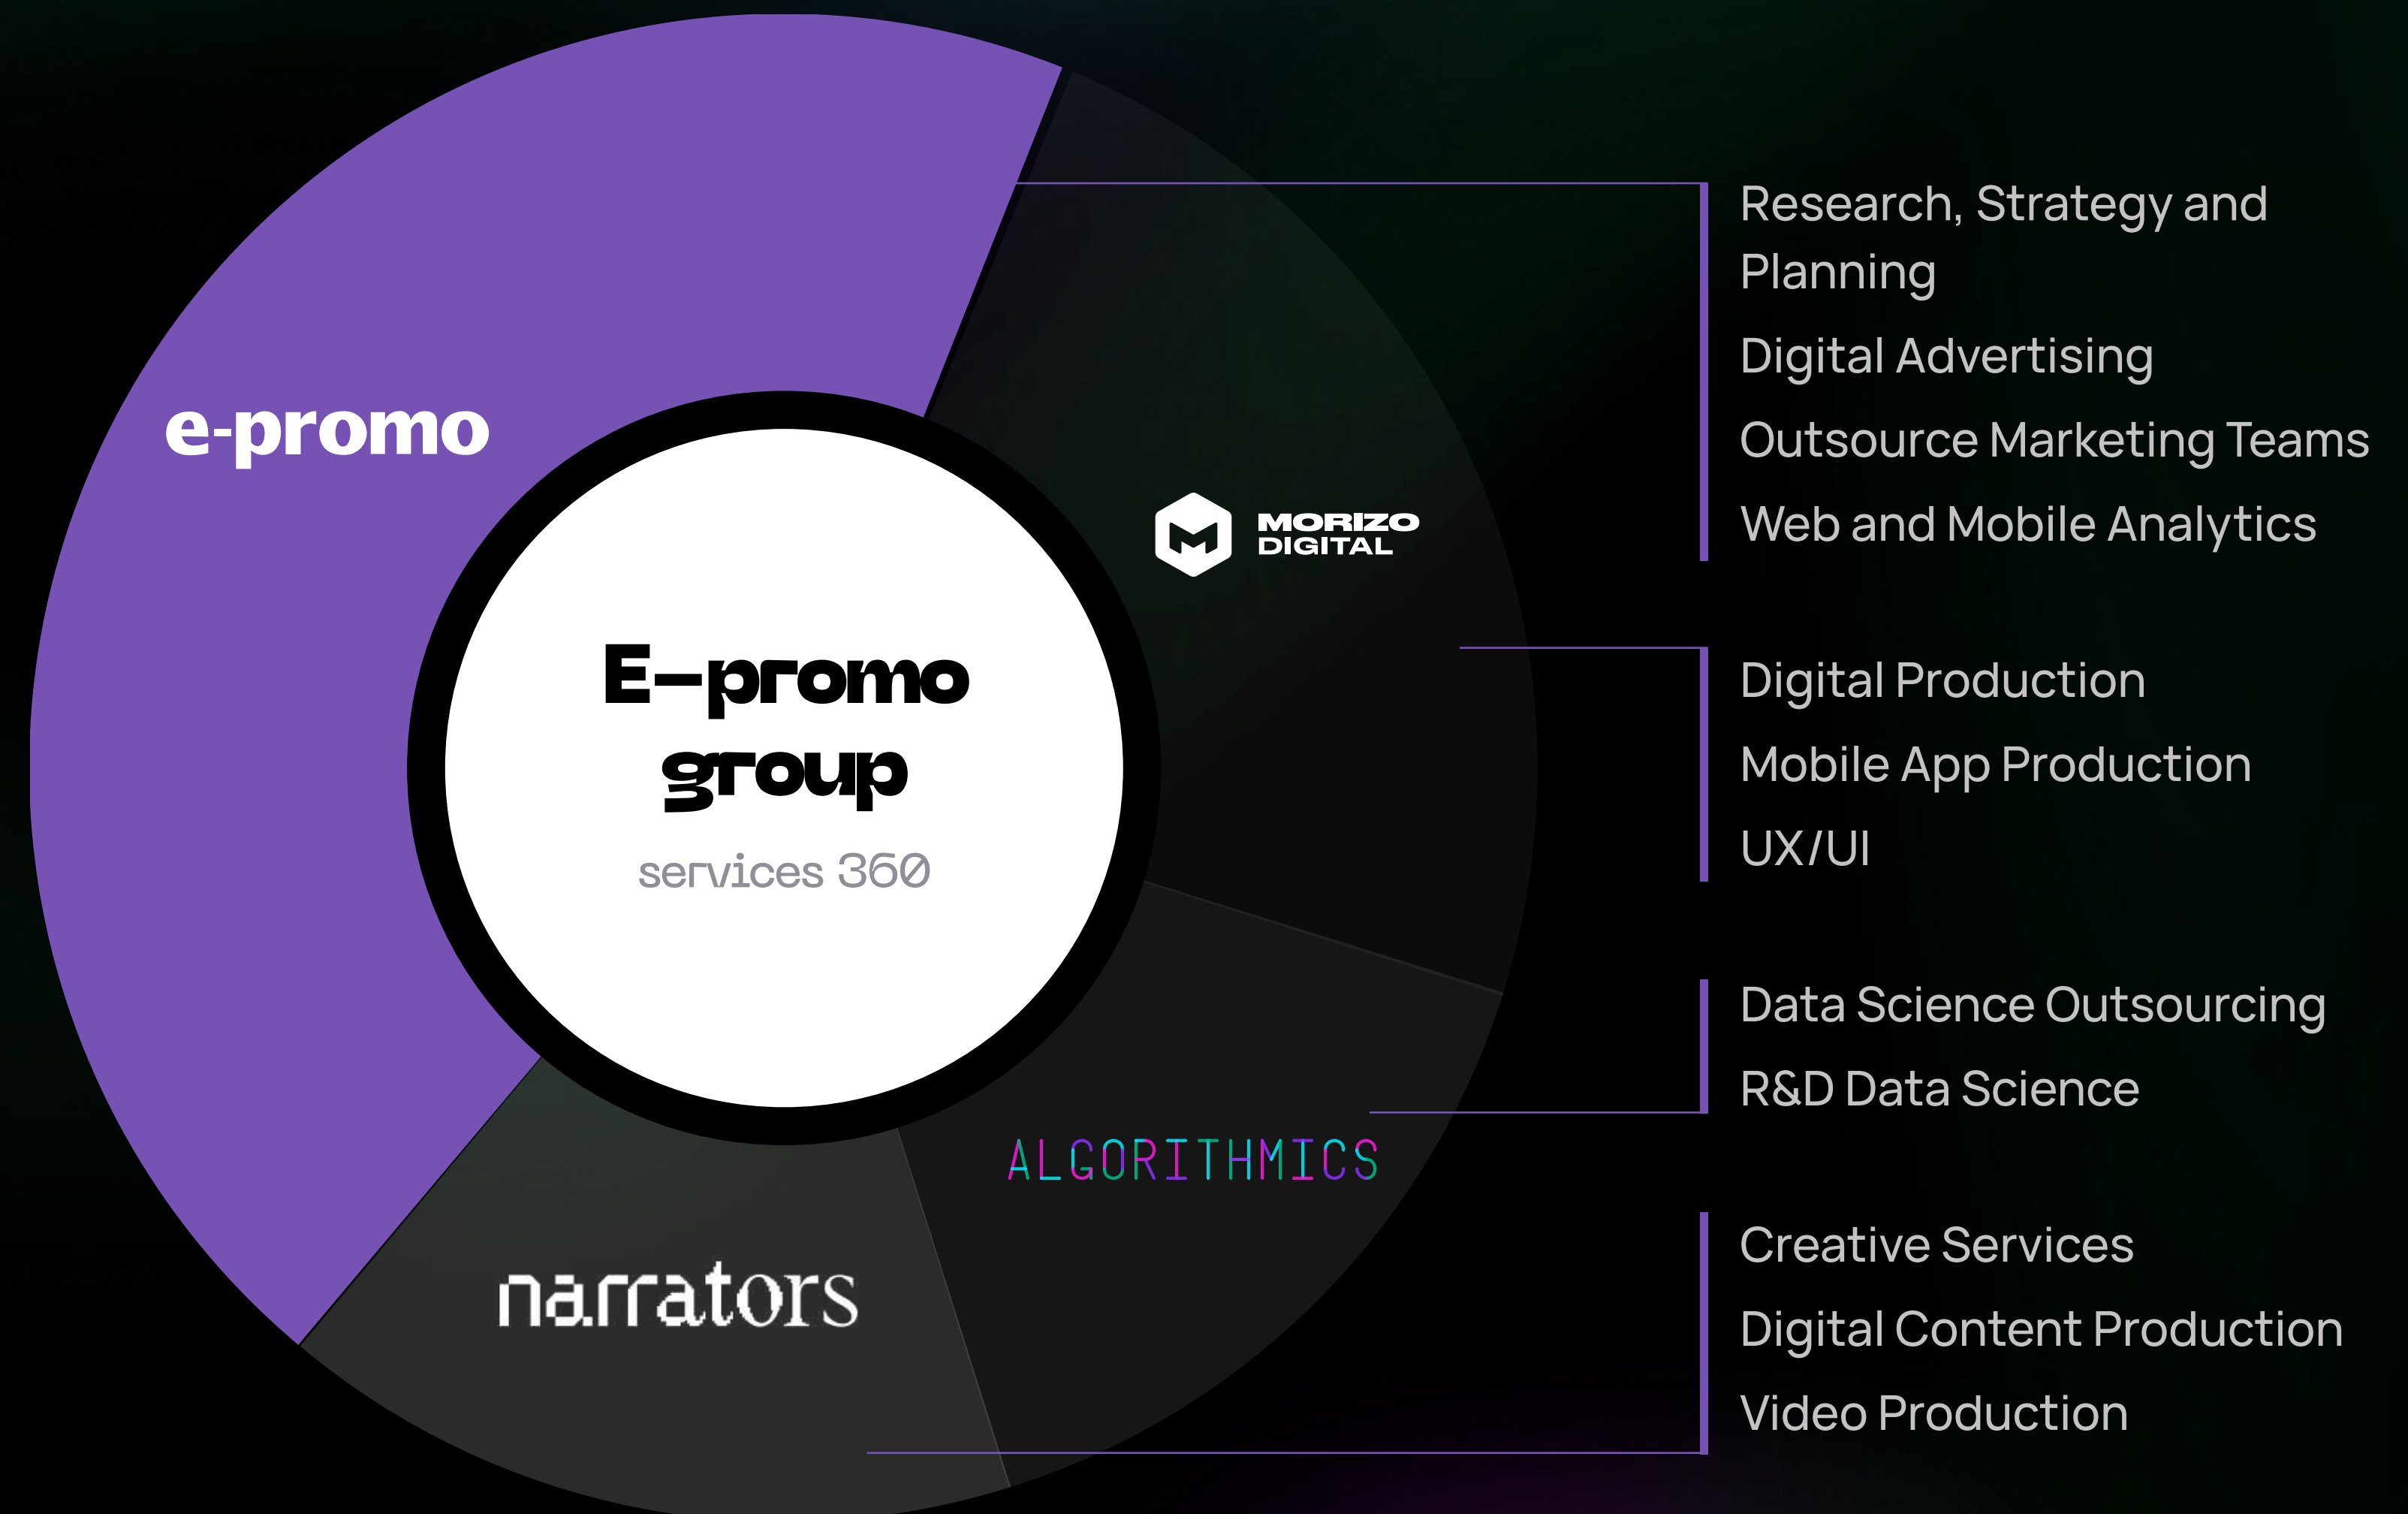 e-promo
E-promo
group
services 360
MORIZO
DIGITAL
ALGORITHMICS
narrators
Research, Strategy and
Planning
Digital Advertising
Outsource Marketing Teams
Web and Mobile Analytics
Digital Production
Mobile App Production
UX/UI
Data Science Outsourcing
R&D Data Science
Creative Services
Digital Content Production
Video Production